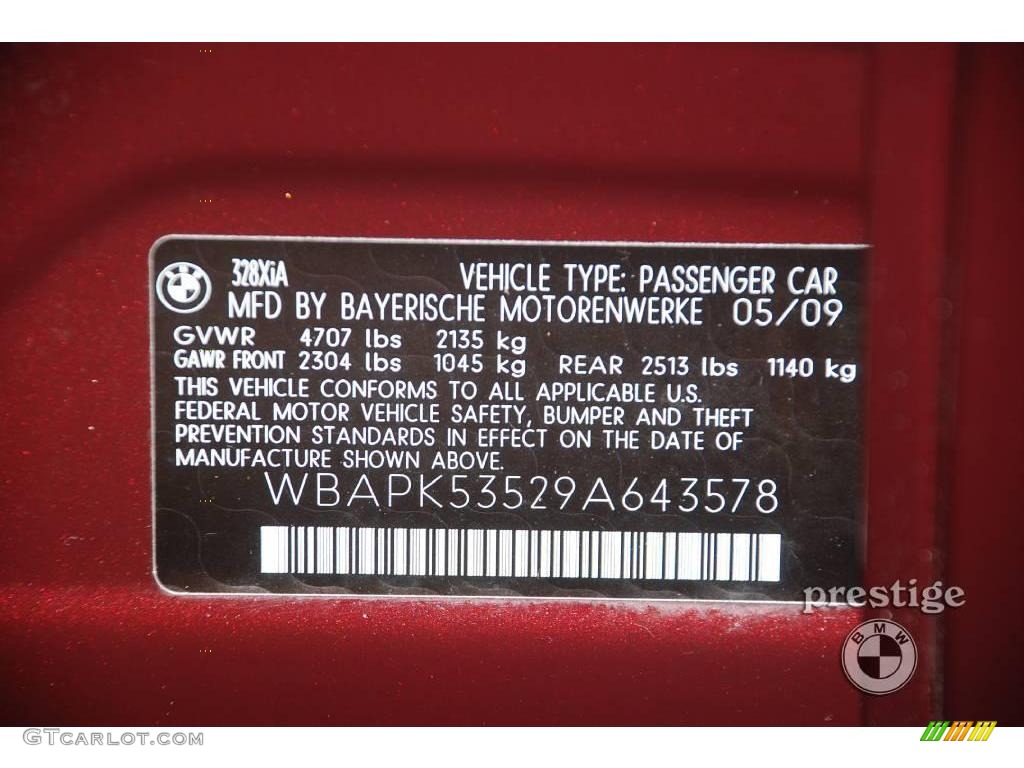 328XiA VEHICLE TYPE: PASSENGER CAR
MFD BY BAYERISCHE MOTORENWERKE 05/09
GVWR 4707 lbs 2135 kg
GAWR FRONT 2304 lbs 1045 kg REAR 2513 lbs 1140 kg
THIS VEHICLE CONFORMS TO ALL APPLICABLE U.S.
FEDERAL MOTOR VEHICLE SAFETY, BUMPER AND THEFT
PREVENTION STANDARDS IN EFFECT ON THE DATE OF
MANUFACTURE SHOWN ABOVE.
WBAPK53529A643578
prestige
BMW
GTCARLOT.COM